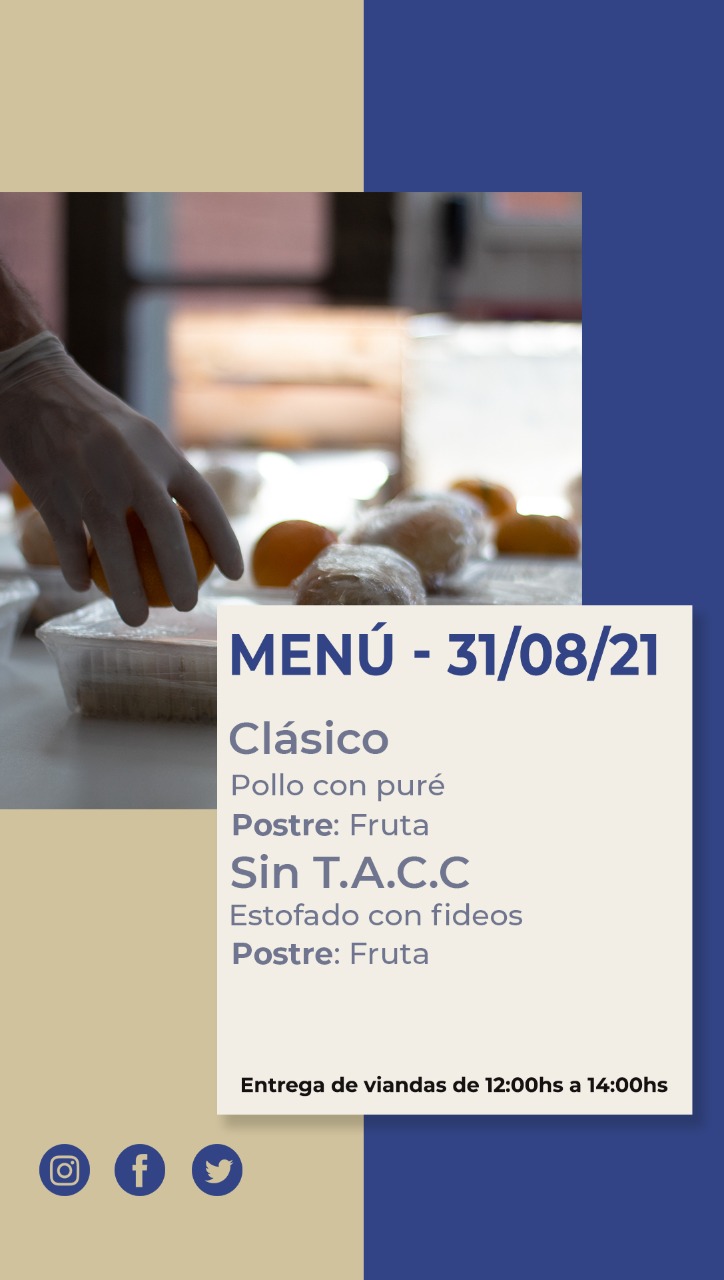 MENÚ - 31/08/21
Clásico
Pollo con puré
Postre: Fruta
Sin T.A.C.C
Estofado con fideos
Postre: Fruta
Entrega de viandas de 12:00hs a 14:00hs